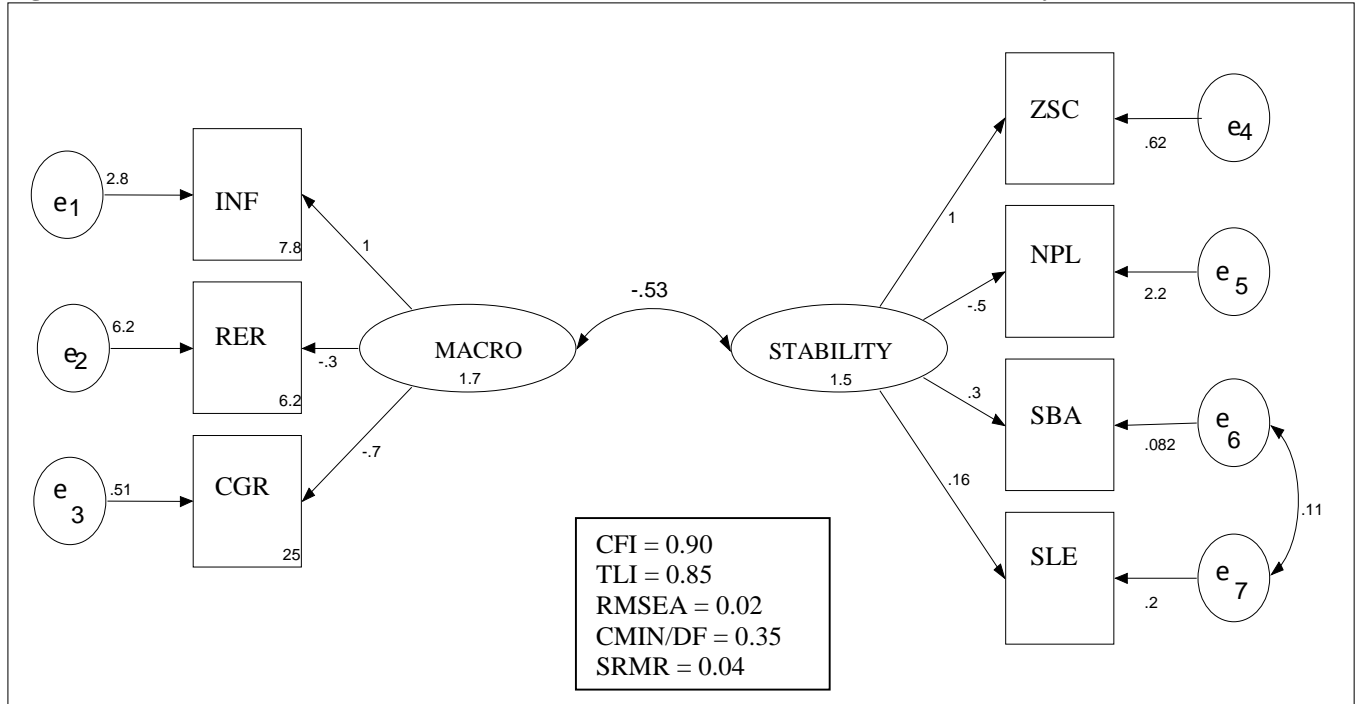 e1
2.8
INF
7.8
1
e2
6.2
RER
6.2
-.3
e3
.51
CGR
25
-.7
MACRO
1.7
-.53
STABILITY
1.5
ZSC
1
.62
e4
NPL
-.5
2.2
e5
SBA
.3
.082
e6
SLE
.16
.2
e7
.11
CFI = 0.90
TLI = 0.85
RMSEA = 0.02
CMIN/DF = 0.35
SRMR = 0.04